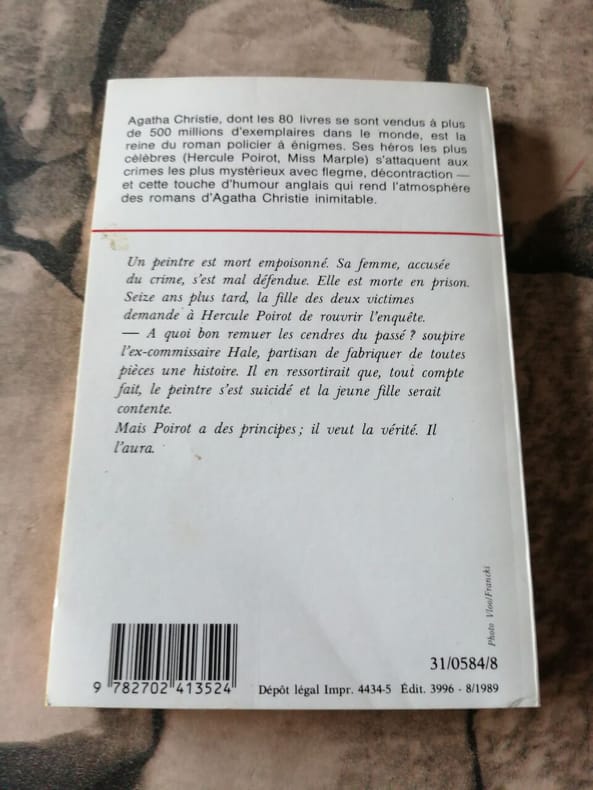 Agatha Christie, dont les 80 livres se sont vendus à plus
de 500 millions d'exemplaires dans le monde, est la
reine du roman policier à énigmes. Ses héros les plus
célèbres (Hercule Poirot, Miss Marple) s'attaquent aux
crimes les plus mystérieux avec flegme, décontraction —
et cette touche d'humour anglais qui rend l'atmosphère
des romans d'Agatha Christie inimitable.
Un peintre est mort empoisonné. Sa femme, accusée
du crime, s'est mal défendue. Elle est morte en prison.
Seize ans plus tard, la fille des deux victimes
demande à Hercule Poirot de rouvrir l'enquête.
— A quoi bon remuer les cendres du passé ? soupire
l'ex-commissaire Hale, partisan de fabriquer de toutes
pièces une histoire. Il en ressortirait que, tout compte
fait, le peintre s'est suicidé et la jeune fille serait
contente.
Mais Poirot a des principes ; il veut la vérité. Il
l'aura.
Photo Vloo/Francki
31/0584/8
9 782702 413524
Dépôt légal Impr. 4434-5 Édit. 3996 - 8/1989